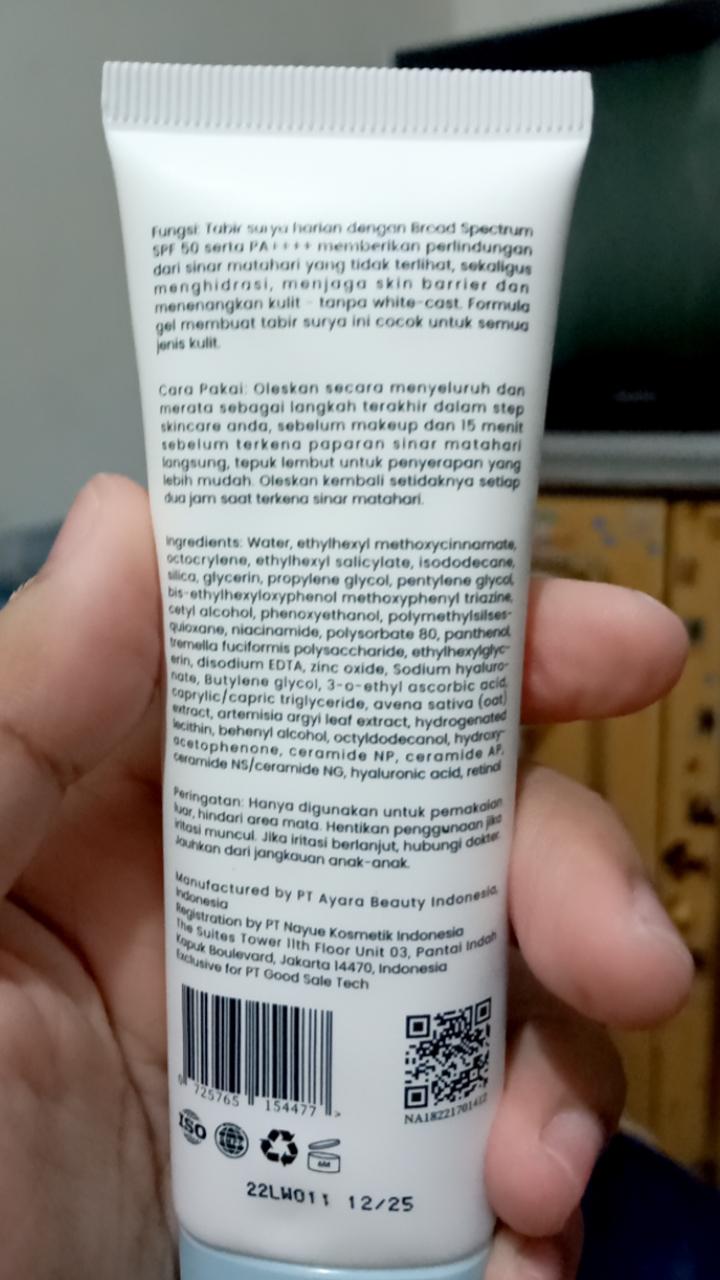 Fungsi: Tabir surya harian dengan Broad Spectrum
SPF 50 serta PA++++ memberikan perlindungan
dari sinar matahari yang tidak terlihat, sekaligus
menghidrasi, menjaga skin barrier dan
menenangkan kulit - tanpa white-cast. Formula
gel membuat tabir surya ini cocok untuk semua
jenis kulit.
Cara Pakai: Oleskan secara menyeluruh dan
merata sebagai langkah terakhir dalam step
skincare anda, sebelum makeup dan 15 menit
sebelum terkena paparan sinar matahari
langsung, tepuk lembut untuk penyerapan yang
lebih mudah. Oleskan kembali setidaknya setiap
dua jam saat terkena sinar matahari.
Ingredients: Water, ethylhexyl methoxycinnamate,
octocrylene, ethylhexyl salicylate, isododecane,
silica, glycerin, propylene glycol, pentylene glycol,
bis-ethylhexyloxyphenol methoxyphenyl triazine,
cetyl alcohol, phenoxyethanol, polymethylsilses-
quioxane, niacinamide, polysorbate 80, panthenol,
tremella fuciformis polysaccharide, ethylhexylglyc-
erin, disodium EDTA, zinc oxide, Sodium hyaluro-
nate, Butylene glycol, 3-o-ethyl ascorbic acid,
caprylic/capric triglyceride, avena sativa (oat)
extract, artemisia argyi leaf extract, hydrogenated
lecithin, behenyl alcohol, octyldodecanol, hydroxy-
acetophenone, ceramide NP, ceramide AP,
ceramide NS/ceramide NG, hyaluronic acid, retinol
Peringatan: Hanya digunakan untuk pemakaian
luar, hindari area mata. Hentikan penggunaan jika
iritasi muncul. Jika iritasi berlanjut, hubungi dokter.
Jauhkan dari jangkauan anak-anak.
Manufactured by PT Ayara Beauty Indonesia,
Indonesia
Registration by PT Nayue Kosmetik Indonesia
The Suites Tower 11th Floor Unit 03, Pantai Indah
Kapuk Boulevard, Jakarta 14470, Indonesia
Exclusive for PT Good Sale Tech
0 725765 154477 >
NA18221701412
ISO
22LW011 12/25